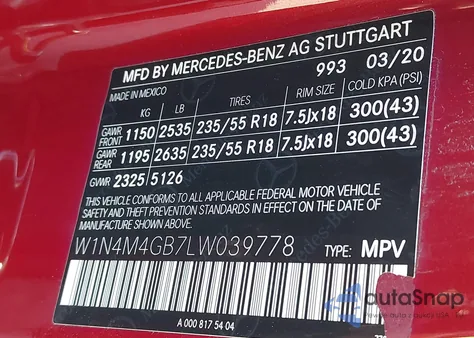 MFD BY MERCEDES-BENZ AG STUTTGART
MADE IN MEXICO 993 03/20
KG LB TIRES RIM SIZE COLD KPA(PSI)
GAWR FRONT 1150 2535 235/55 R18 7.5Jx18 300(43)
GAWR REAR 1195 2635 235/55 R18 7.5Jx18 300(43)
GVWR 2325 5126
THIS VEHICLE CONFORMS TO ALL APPLICABLE FEDERAL MOTOR VEHICLE
SAFETY AND THEFT PREVENTION STANDARDS IN EFFECT ON THE DATE OF
MANUFACTURE SHOWN ABOVE.
W1N4M4GB7LW039778 TYPE: MPV
A 000 817 54 04
autoSnap